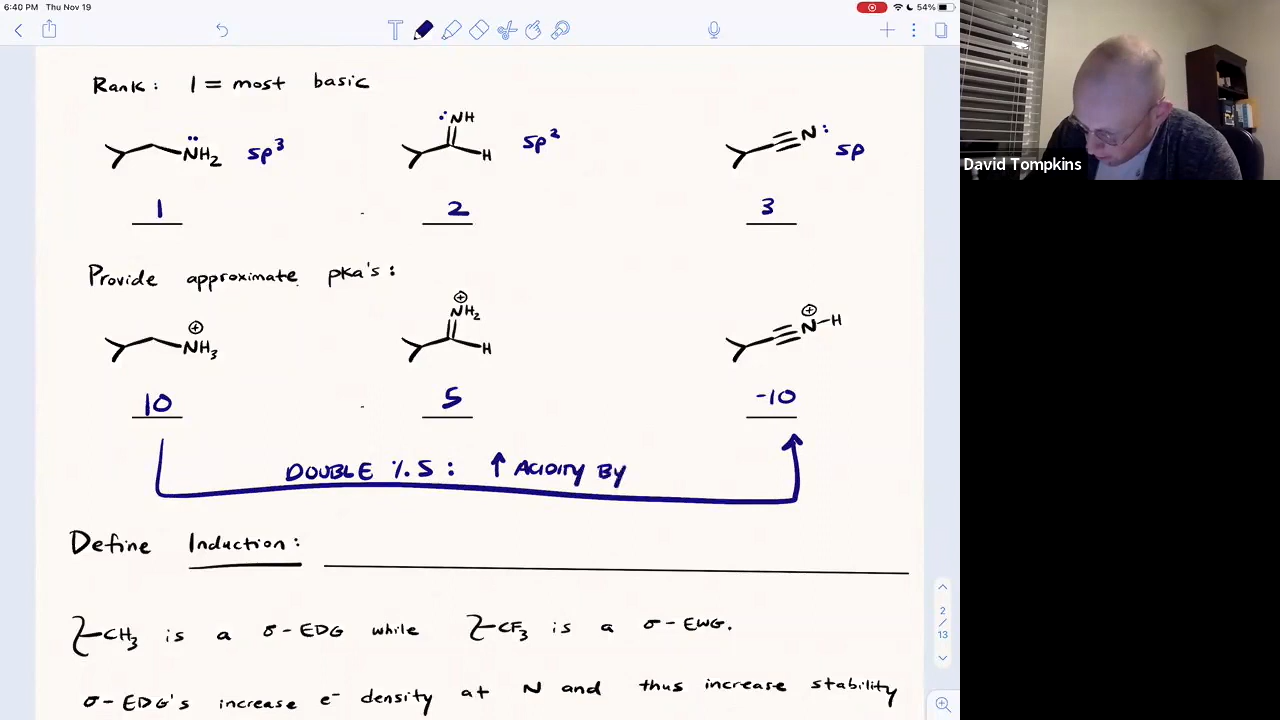 6:40 PM Thu Nov 19
54%
Rank: 1 = most basic
NH2 sp3
NH H sp2
N sp
1 2 3
Provide approximate pka's:
⊕ NH3
⊕ NH2 H
⊕ N-H
10 5 -10
DOUBLE %S: ↑ ACIDITY BY
Define Induction:
CH3 is a σ-EDG while CF3 is a σ-EWG.
σ-EDG's increase e- density at N and thus increase stability
2
/
13
David Tompkins